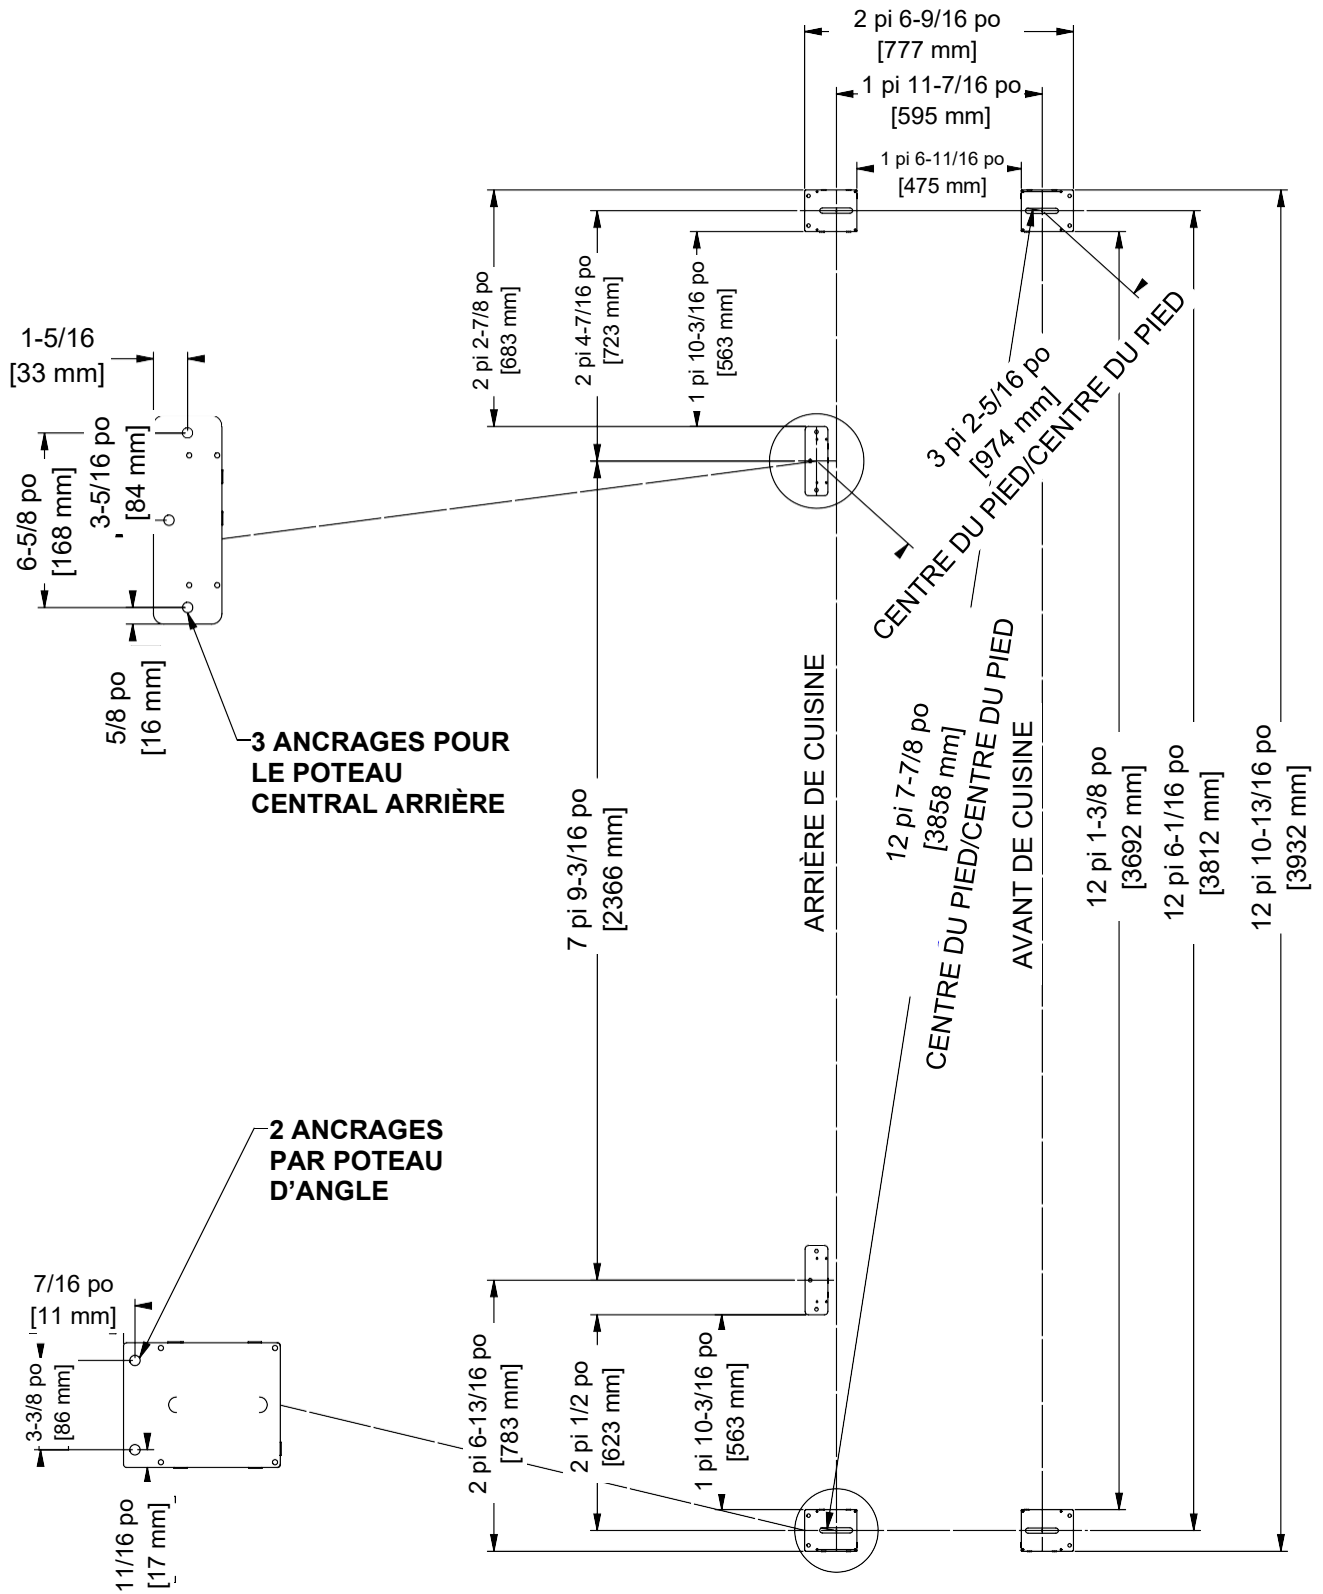 2 pi 6-9/16 po
[777 mm]
1 pi 11-7/16 po
[595 mm]
1 pi 6-11/16 po
[475 mm]
2 pi 2-7/8 po
[683 mm]
2 pi 4-7/16 po
[723 mm]
1 pi 10-3/16 po
[563 mm]
1-5/16
[33 mm]
6-5/8 po
[168 mm]
3-5/16 po
[84 mm]
5/8 po
[16 mm]
3 ANCRAGES POUR
LE POTEAU
CENTRAL ARRIÈRE
3 pi 2-5/16 po
[974 mm]
CENTRE DU PIED/CENTRE DU PIED
7 pi 9-3/16 po
[2366 mm]
ARRIÈRE DE CUISINE
12 pi 7-7/8 po
[3858 mm]
CENTRE DU PIED/CENTRE DU PIED
AVANT DE CUISINE
12 pi 1-3/8 po
[3692 mm]
12 pi 6-1/16 po
[3812 mm]
12 pi 10-13/16 po
[3932 mm]
2 ANCRAGES
PAR POTEAU
D'ANGLE
7/16 po
[11 mm]
3-3/8 po
[86 mm]
11/16 po
[17 mm]
2 pi 6-13/16 po
[783 mm]
2 pi 1/2 po
[623 mm]
1 pi 10-3/16 po
[563 mm]